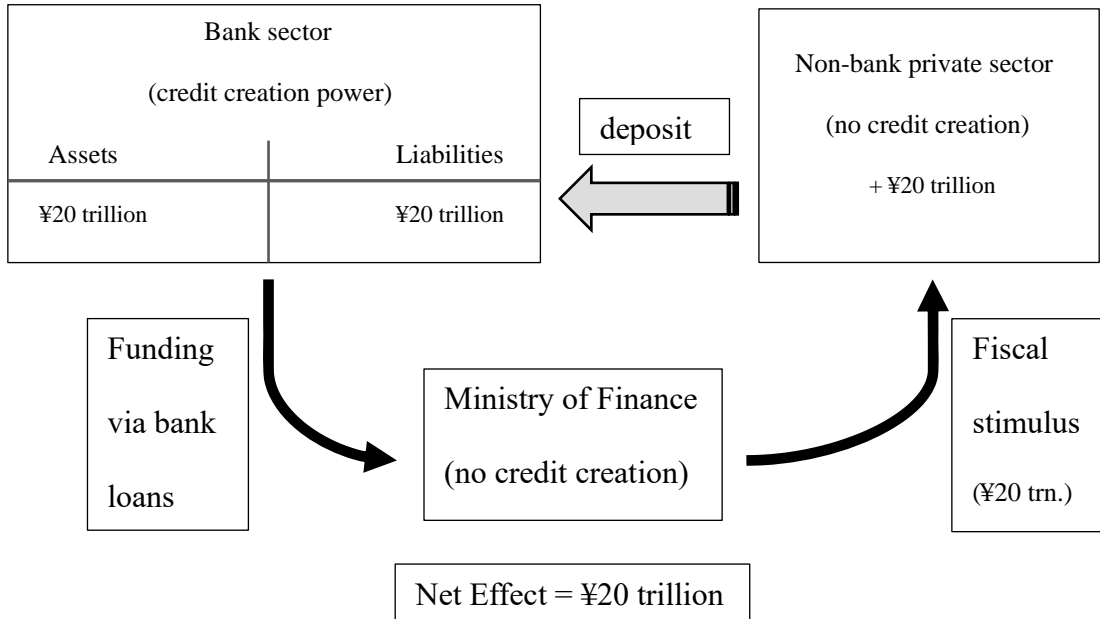 Bank sector
(credit creation power)
Assets
Liabilities
¥20 trillion
¥20 trillion
deposit
Non-bank private sector
(no credit creation)
+ ¥20 trillion
Funding
via bank
loans
Ministry of Finance
(no credit creation)
Fiscal
stimulus
(¥20 trn.)
Net Effect = ¥20 trillion